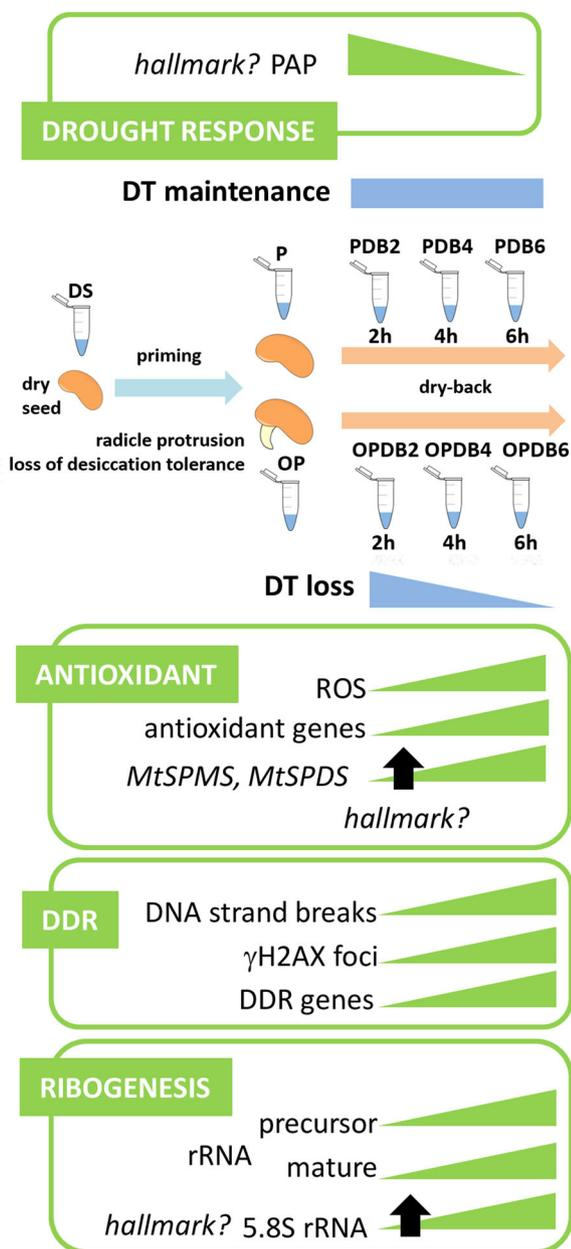 hallmark? PAP
DROUGHT RESPONSE
DT maintenance
P
PDB2 PDB4 PDB6
DS
2h 4h 6h
priming
dry
seed
dry-back
radicle protrusion
loss of desiccation tolerance
OP
OPDB2 OPDB4 OPDB6
2h 4h 6h
DT loss
ANTIOXIDANT
ROS
antioxidant genes
MtSPMS, MtSPDS
hallmark?
DDR
DNA strand breaks
γH2AX foci
DDR genes
RIBOGENESIS
precursor
rRNA
mature
hallmark? 5.8S rRNA